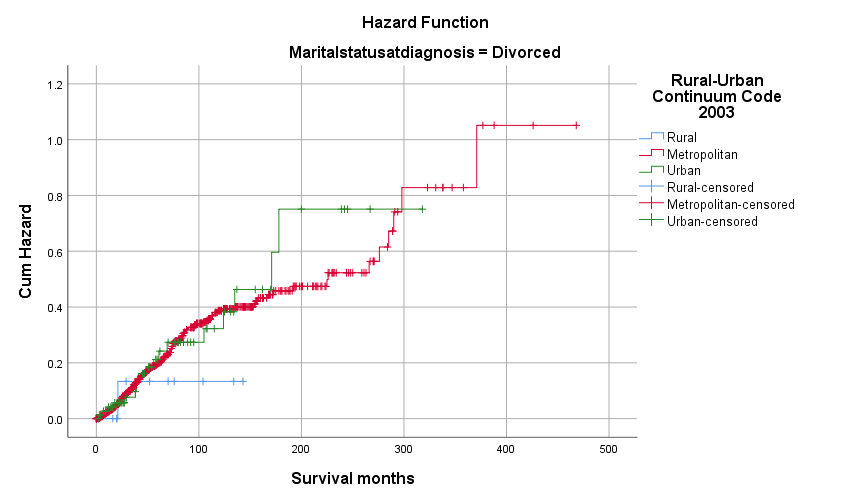 Hazard Function
Maritalstatusatdiagnosis = Divorced
Cum Hazard
1.2
1.0
0.8
0.6
0.4
0.2
0.0
0
100
200
300
400
500
Survival months
Rural-Urban
Continuum Code
2003
Rural
Metropolitan
Urban
Rural-censored
Metropolitan-censored
Urban-censored